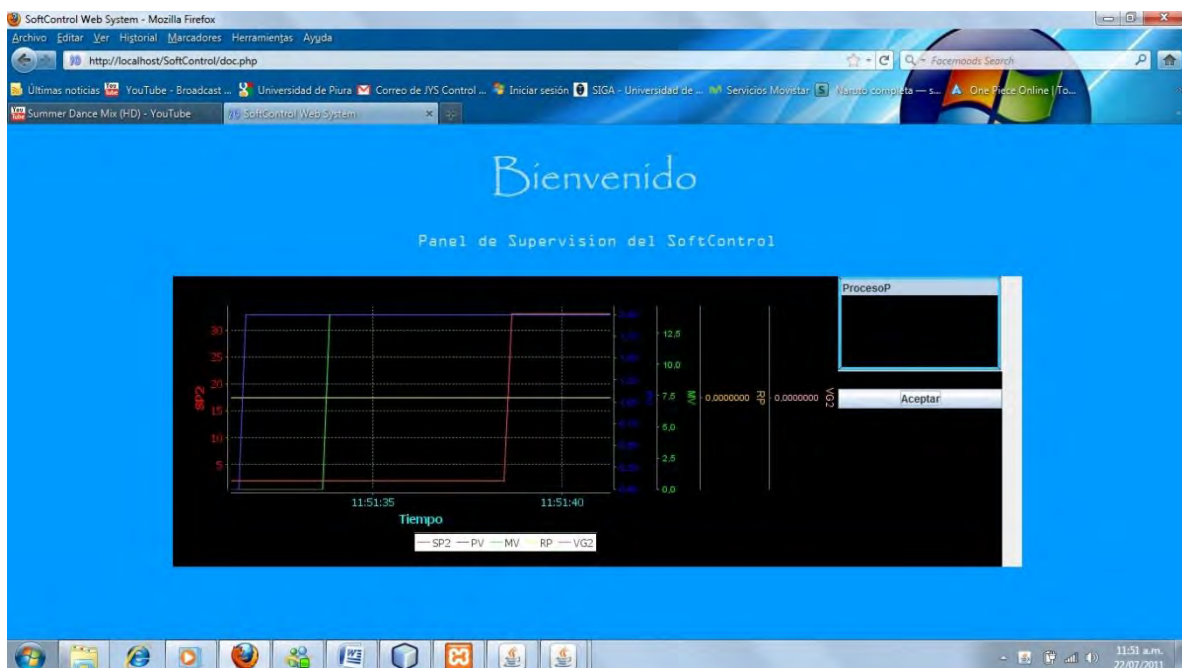 SoftControl Web System - Mozilla Firefox
Archivo Editar Ver Historial Marcadores Herramientas Ayuda
http://localhost/SoftControl/doc.php
Facemoods Search
Últimas noticias YouTube - Broadcast ... Universidad de Piura Correo de JYS Control ... Iniciar sesión SIGA - Universidad de ... Servicios Movistar Naruto completa — s... One Piece Online | To...
Summer Dance Mix (HD) - YouTube SoftControl Web System
Bienvenido
Panel de Supervision del SoftControl
ProcesoP
Aceptar
SP2
30
25
20
15
10
5
12,5
10,0
7,5
5,0
2,5
0,0
MV
0,0000000
RP
0,0000000
VG2
11:51:35 11:51:40
Tiempo
SP2 PV MV RP VG2
11:51 a.m.
22/07/2011